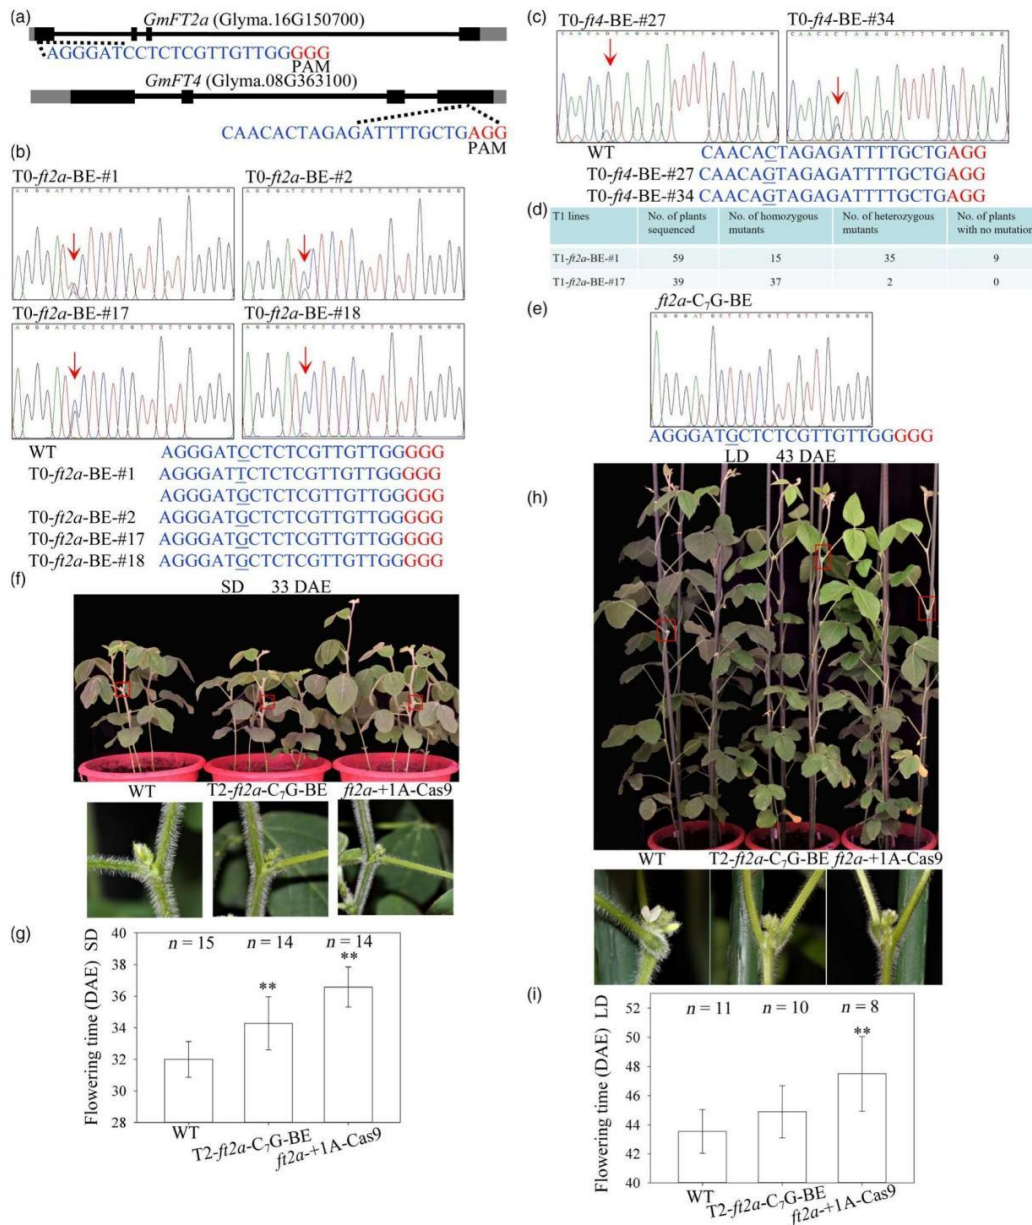 (a)
GmFT2a (Glyma.16G150700)
AGGGATCCTCTCGTTGTTGGGGG
PAM
GmFT4 (Glyma.08G363100)
CAACACTAGAGATTTTGCTGAGG
PAM
(b)
T0-ft2a-BE-#1
T0-ft2a-BE-#2
T0-ft2a-BE-#17
T0-ft2a-BE-#18
WT AGGGATCCTCTCGTTGTTGGGGG
T0-ft2a-BE-#1 AGGGATTCTCTCGTTGTTGGGGG
AGGGATGCTCTCGTTGTTGGGGG
T0-ft2a-BE-#2 AGGGATGCTCTCGTTGTTGGGGG
T0-ft2a-BE-#17 AGGGATGCTCTCGTTGTTGGGGG
T0-ft2a-BE-#18 AGGGATGCTCTCGTTGTTGGGGG
(c)
T0-ft4-BE-#27
T0-ft4-BE-#34
WT CAACACTAGAGATTTTGCTGAGG
T0-ft4-BE-#27 CAACAGTAGAGATTTTGCTGAGG
T0-ft4-BE-#34 CAACAGTAGAGATTTTGCTGAGG
(d)
T1 lines No. of plants sequenced No. of homozygous mutants No. of heterozygous mutants No. of plants with no mutation
T1-ft2a-BE-#1 59 15 35 9
T1-ft2a-BE-#17 39 37 2 0
(e)
ft2a-C₇G-BE
AGGGATGCTCTCGTTGTTGGGGG
(f)
SD 33 DAE
WT T2-ft2a-C₇G-BE ft2a-+1A-Cas9
(g)
Flowering time (DAE) SD
40
38
36
34
32
30
28
n = 15 n = 14 n = 14
** **
WT T2-ft2a-C₇G-BE ft2a-+1A-Cas9
(h)
LD 43 DAE
WT T2-ft2a-C₇G-BE ft2a-+1A-Cas9
(i)
Flowering time (DAE) LD
52
50
48
46
44
42
40
n = 11 n = 10 n = 8
**
WT T2-ft2a-C₇G-BE ft2a-+1A-Cas9